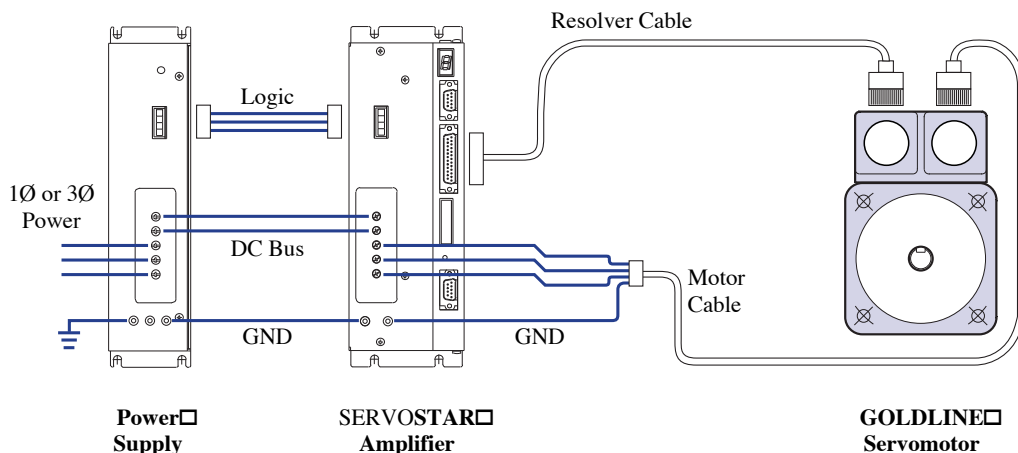 Resolver Cable
Logic
1Ø or 3Ø
Power
DC Bus
Motor
Cable
GND
GND
Power□
Supply
SERVOSTAR□
Amplifier
GOLDLINE□
Servomotor